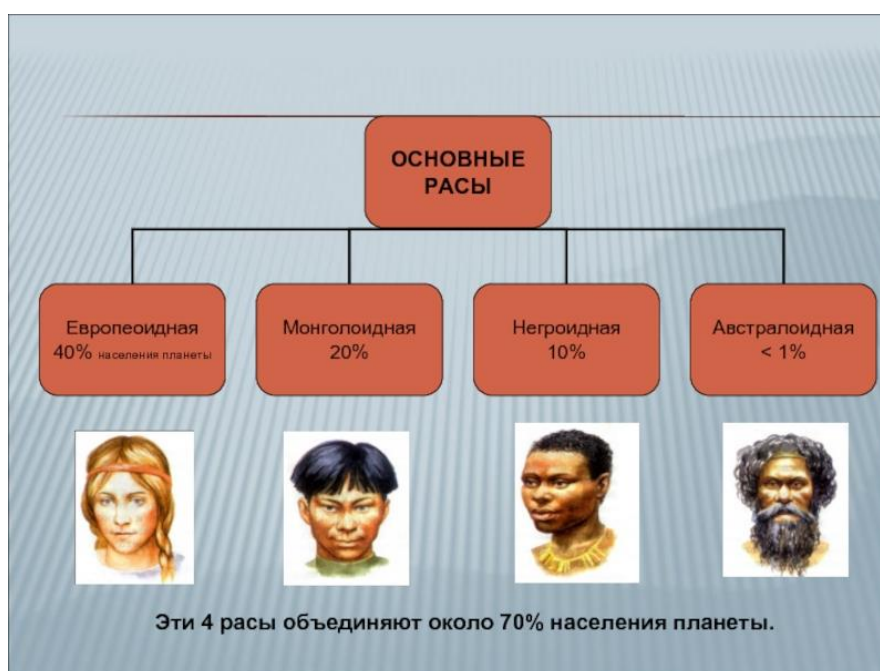 ОСНОВНЫЕ
РАСЫ
Европеоидная
40% населения планеты
Монголоидная
20%
Негроидная
10%
Австралоидная
< 1%
Эти 4 расы объединяют около 70% населения планеты.